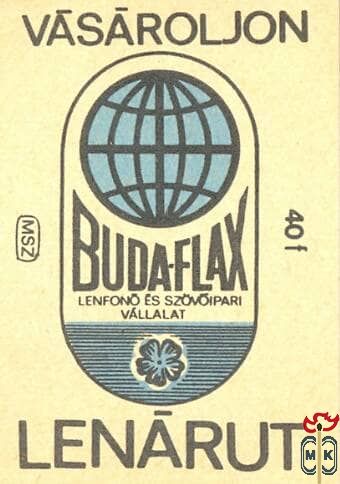 VÁSÁROLJON
BUDA-FLAX
LENFONÓ ÉS SZÖVŐIPARI
VÁLLALAT
MSZ
40 f
LENÁRUT
MK